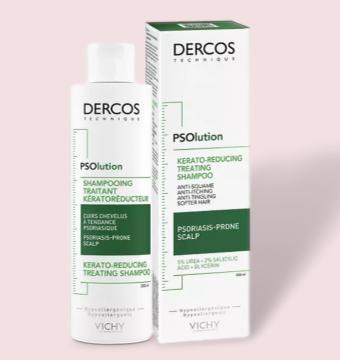 DERCOS
TECHNIQUE
PSOlution
SHAMPOOING
TRAITANT
KÉRATORÉDUCTEUR
CUIRS CHEVELUS
À TENDANCE
PSORIASIQUE
PSORIASIS-PRONE
SCALP
KERATO-REDUCING
TREATING SHAMPOO
Hypoallergénique
Hypoallergenic
VICHY
DERCOS
TECHNIQUE
PSOlution
KERATO-REDUCING
TREATING
SHAMPOO
ANTI-SQUAME
ANTI-ITCHING
ANTI TINGLING
SOFTER HAIR
PSORIASIS-PRONE
SCALP
5% UREA + 2% SALICYLIC
ACID + GLYCERIN
Hypoallergénique
Hypoallergenic
VICHY